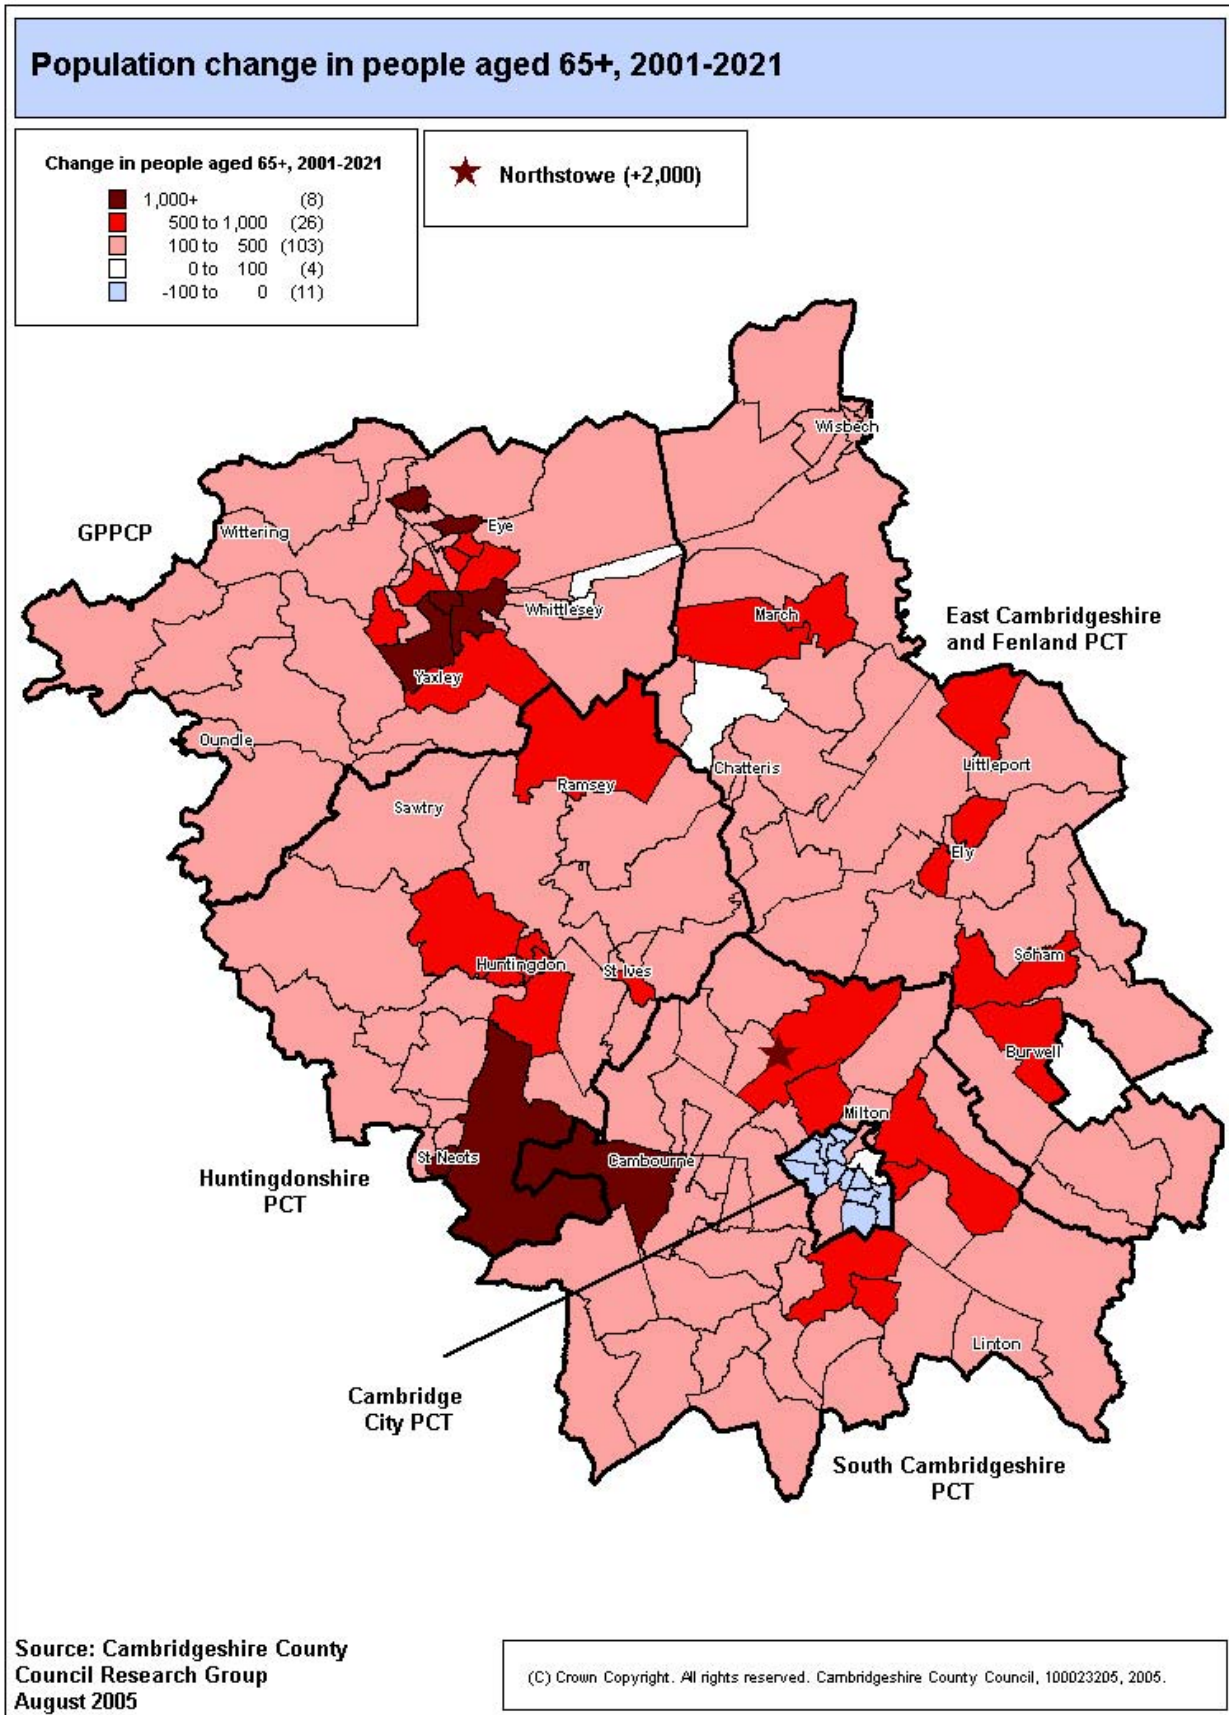 Population change in people aged 65+, 2001-2021
Change in people aged 65+, 2001-2021
1,000+ (8)
500 to 1,000 (26)
100 to 500 (103)
0 to 100 (4)
-100 to 0 (11)
Northstowe (+2,000)
Wisbech
GPPCP
Wittering
Eye
Whittlesey
March
East Cambridgeshire
and Fenland PCT
Yaxley
Oundle
Ramsey
Chatteris
Littleport
Sawtry
Ely
Huntingdon
St Ives
Soham
Burwell
Milton
St Neots
Cambourne
Huntingdonshire
PCT
Linton
Cambridge
City PCT
South Cambridgeshire
PCT
Source: Cambridgeshire County
Council Research Group
August 2005
(C) Crown Copyright. All rights reserved. Cambridgeshire County Council, 100023205, 2005.